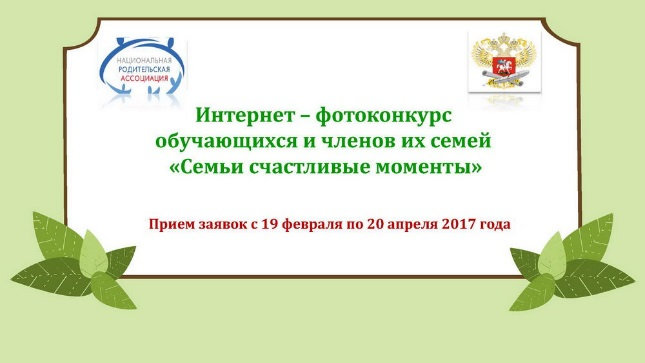 НАЦИОНАЛЬНАЯ
РОДИТЕЛЬСКАЯ
АССОЦИАЦИЯ
Интернет – фотоконкурс
обучающихся и членов их семей
«Семьи счастливые моменты»
Прием заявок с 19 февраля по 20 апреля 2017 года